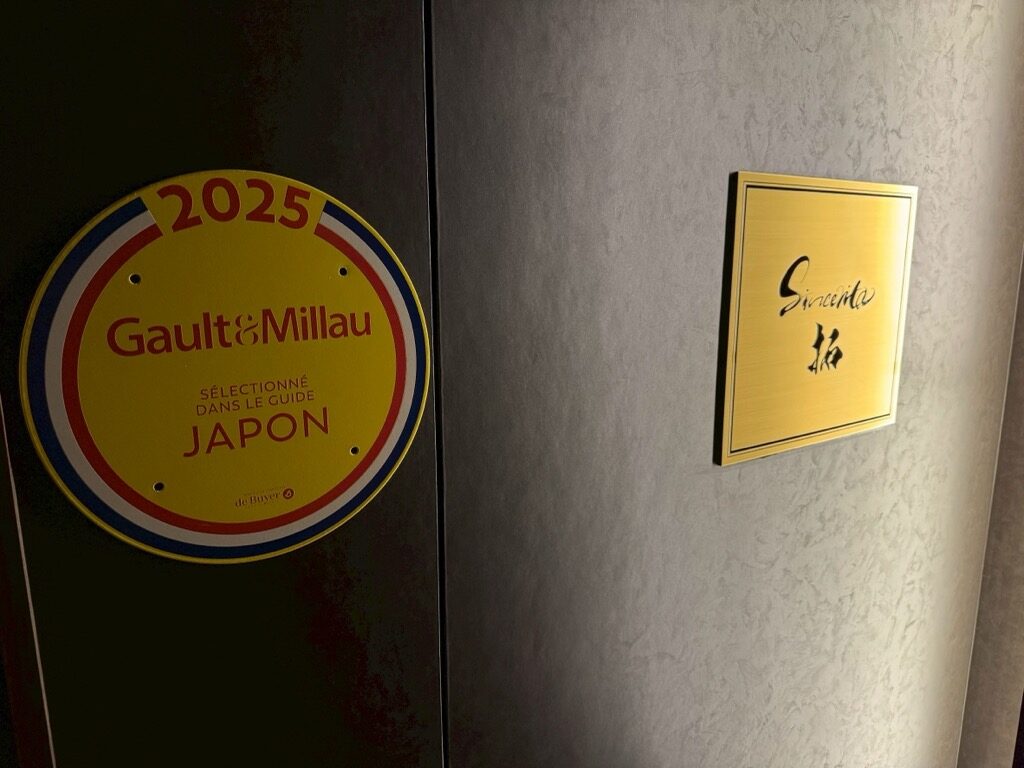 2025
Gault&Millau
SÉLECTIONNÉ
DANS LE GUIDE
JAPON
de Buyer
Sincerita
拓